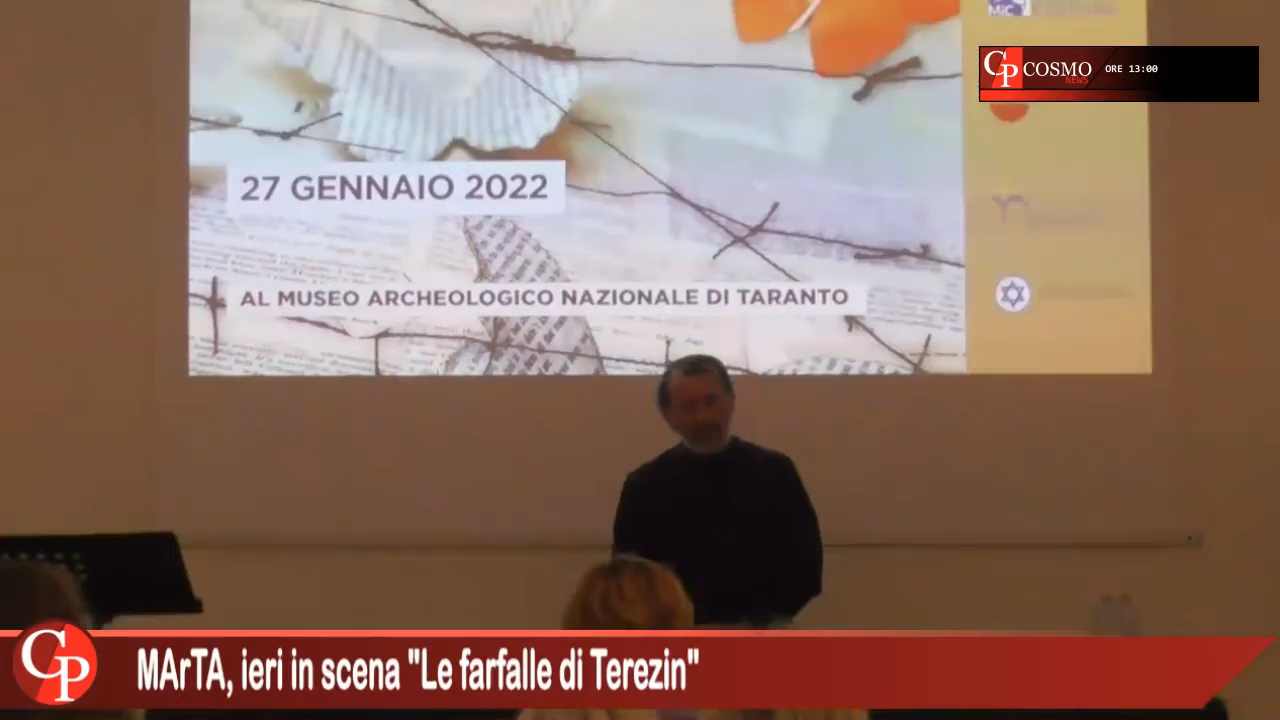 MiC
CP COSMO
NEWS
ORE 13:00
27 GENNAIO 2022
AL MUSEO ARCHEOLOGICO NAZIONALE DI TARANTO
CP
MArTA, ieri in scena "Le farfalle di Terezin"